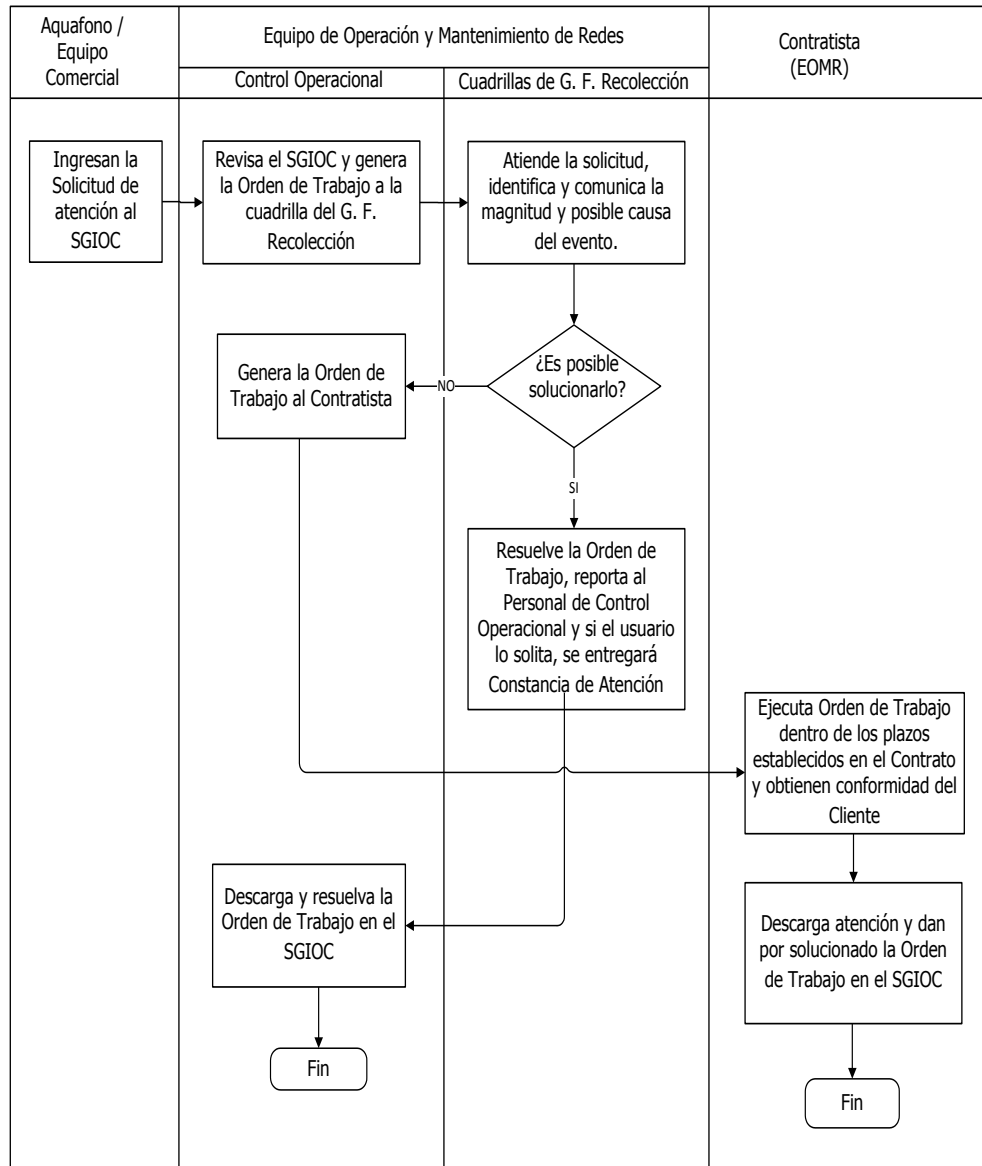 Aquafono /
Equipo
Comercial
Equipo de Operación y Mantenimiento de Redes
Control Operacional
Cuadrillas de G. F. Recolección
Contratista
(EOMR)
Ingresan la
Solicitud de
atención al
SGIOC
Revisa el SGIOC y genera
la Orden de Trabajo a la
cuadrilla del G. F.
Recolección
Atiende la solicitud,
identifica y comunica la
magnitud y posible causa
del evento.
¿Es posible
solucionarlo?
NO
Genera la Orden de
Trabajo al Contratista
SI
Resuelve la Orden de
Trabajo, reporta al
Personal de Control
Operacional y si el usuario
lo solita, se entregará
Constancia de Atención
Ejecuta Orden de Trabajo
dentro de los plazos
establecidos en el Contrato
y obtienen conformidad del
Cliente
Descarga y resuelva la
Orden de Trabajo en el
SGIOC
Descarga atención y dan
por solucionado la Orden
de Trabajo en el SGIOC
Fin
Fin